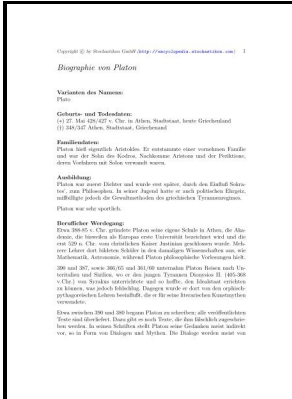 Copyright © by Stochastikon GmbH (http://encyclopedia.stochastikon.com) 1
Biographie von Platon
Varianten des Namens:
Plato
Geburts- und Todesdaten:
(∗) 27. Mai 428/427 v. Chr. in Athen, Stadtstaat, heute Griechenland
(†) 348/347 Athen, Stadtstaat, Griechenland
Familiendaten:
Platon hieß eigentlich Aristokles. Er entstammte einer vornehmen Familie
und war der Sohn des Kodros, Nachkomme Aristons und der Periktione,
deren Vorfahren mit Solon verwandt waren.
Ausbildung:
Platon war zuerst Dichter und wurde erst später, durch den Einfluß Sokra-
tes', zum Philosophen. In seiner Jugend hatte er auch politischen Ehrgeiz,
mißbilligte jedoch die Gewaltmethoden des griechischen Tyrannenregimes.
Platon war sehr sportlich.
Beruflicher Werdegang:
Etwa 388-85 v. Chr. gründete Platon seine eigene Schule in Athen, die Aka-
demie, die bisweilen als Europas erste Universität bezeichnet wird und die
erst 529 n. Chr. vom christlichen Kaiser Justinian geschlossen wurde. Meh-
rere Lehrer dort bildeten Schüler in den damaligen Wissenschaften aus, wie
Mathematik, Astronomie, während Platon philosophische Vorlesungen hielt.
390 und 387, sowie 366/65 und 361/60 unternahm Platon Reisen nach Un-
teritalien und Sizilien, wo er den jungen Tyrannen Dionysios II. (405-368
v.Chr.) von Syrakus unterrichtete und so hoffte, den Idealstaat errichten
zu können, was jedoch fehlschlug. Dagegen wurde er dort von den orphisch-
pythagoreischen Lehren beeinflußt, die er für seine literarischen Kunstmythen
verwendete.
Etwa zwischen 390 und 380 begann Platon zu schreiben; alle veröffentlichten
Texte sind überliefert. Dazu gibt es noch Texte, die ihm fälschlich zugeschrie-
ben werden. In seinen Schriften stellt Platon seine Gedanken meist indirekt
vor, so in Form von Dialogen und Mythen. Die Dialoge werden meist von